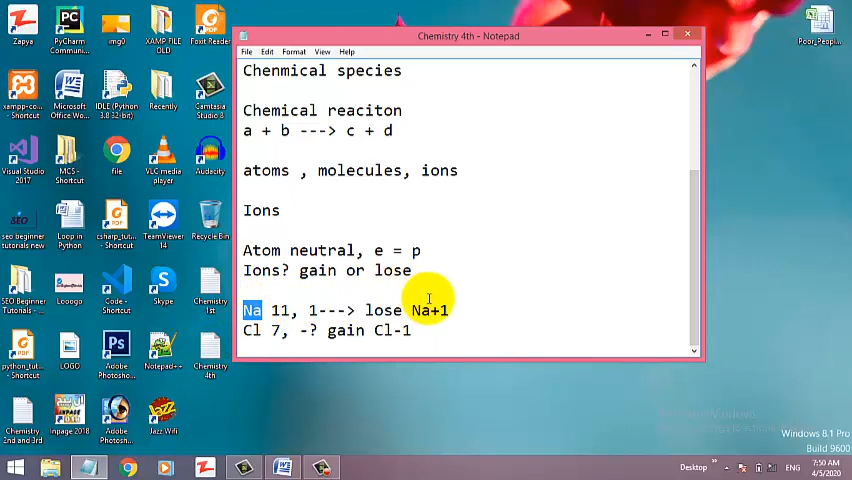 Zapya
PyCharm Communi...
img0
XAMP FILE OLD
Foxit Reader
xampp-co... - Shortcut
Microsoft Office Wo...
IDLE (Python 3.8 32-bit)
Recently
Camtasia Studio 8
Visual Studio 2017
MCS - Shortcut
file
VLC media player
Audacity
seo beginner tutorials new
Loop in Python
csharp_tut... - Shortcut
TeamViewer 14
Recycle Bin
SEO Beginner Tutorials - ...
Looogo
Code - Shortcut
Skype
Chemistry 1st
python_tut... - Shortcut
Adobe Photosho...
Notepad++
Chemistry 4th
Chemistry 2nd and 3rd
Inpage 2018
Adobe Photosh...
Jazz Wifi
Poor_Peopl...
Chemistry 4th - Notepad
File Edit Format View Help
Chenmical species
Chemical reaciton
a + b ---> c + d
atoms , molecules, ions
Ions
Atom neutral, e = p
Ions? gain or lose
Na 11, 1---> lose Na+1
Cl 7, -? gain Cl-1
Windows 8.1 Pro
Build 9600
Desktop
ENG
7:50 AM
4/5/2020